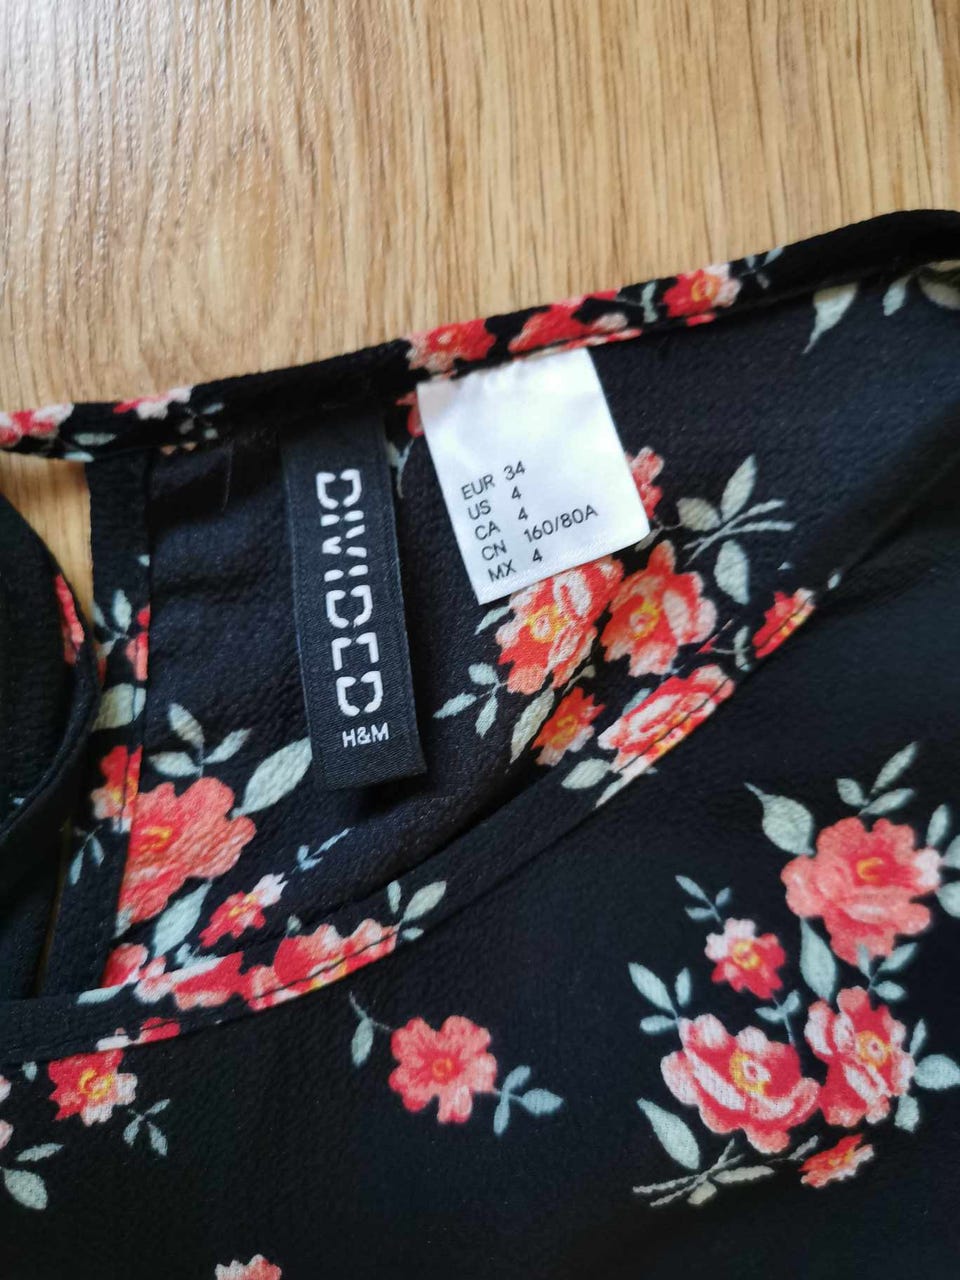 DIVIDED
H&M
EUR 34
US 4
CA 4
CN 160/80A
MX 4